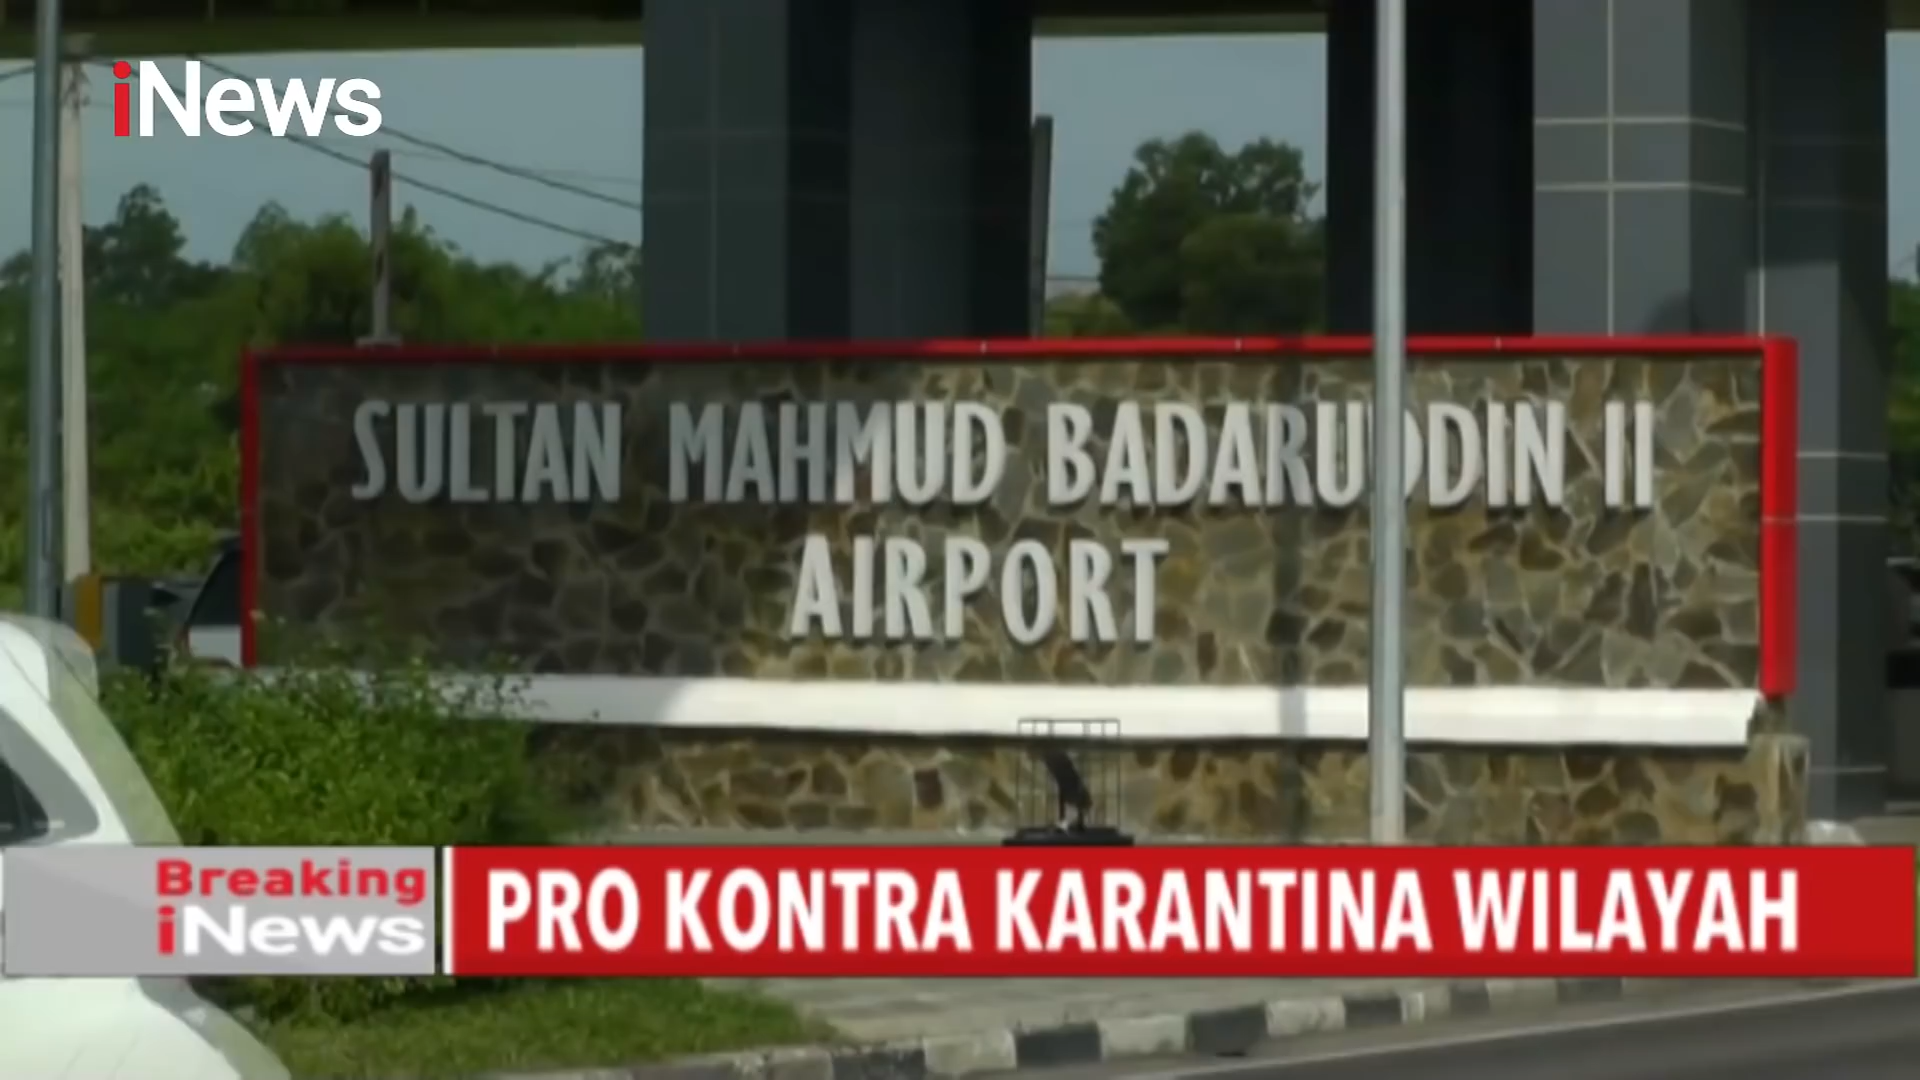 iNews
SULTAN MAHMUD BADARUDDIN II
AIRPORT
Breaking
iNews
PRO KONTRA KARANTINA WILAYAH